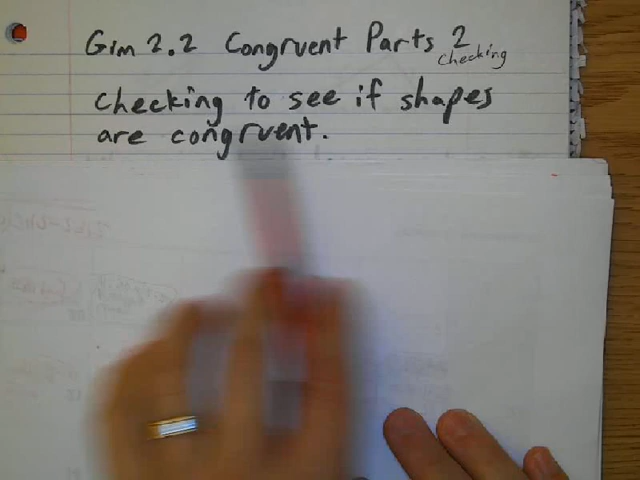 Gim 2.2 Congruent Parts 2
checking
checking to see if shapes
are congruent.